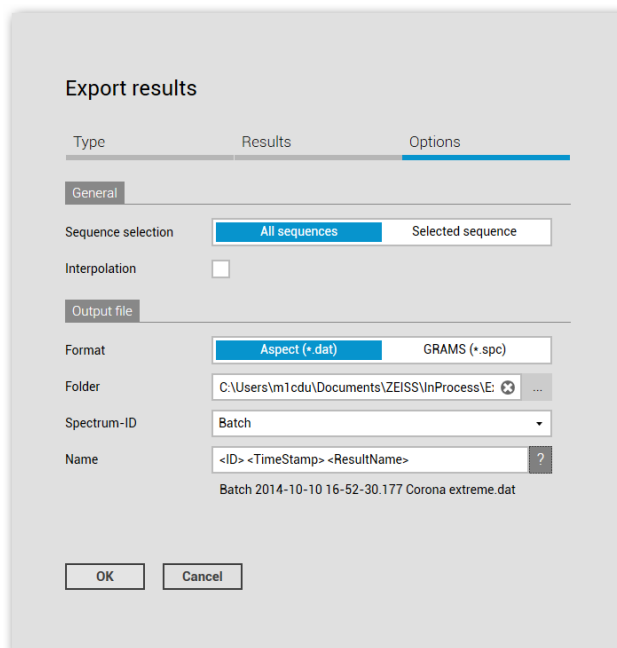 Export results
Type Results Options
General
Sequence selection All sequences Selected sequence
Interpolation
Output file
Format Aspect (*.dat) GRAMS (*.spc)
Folder C:\Users\m1cdu\Documents\ZEISS\InProcess\E: ...
Spectrum-ID Batch
Name <ID> <TimeStamp> <ResultName> ?
Batch 2014-10-10 16-52-30.177 Corona extreme.dat
OK Cancel